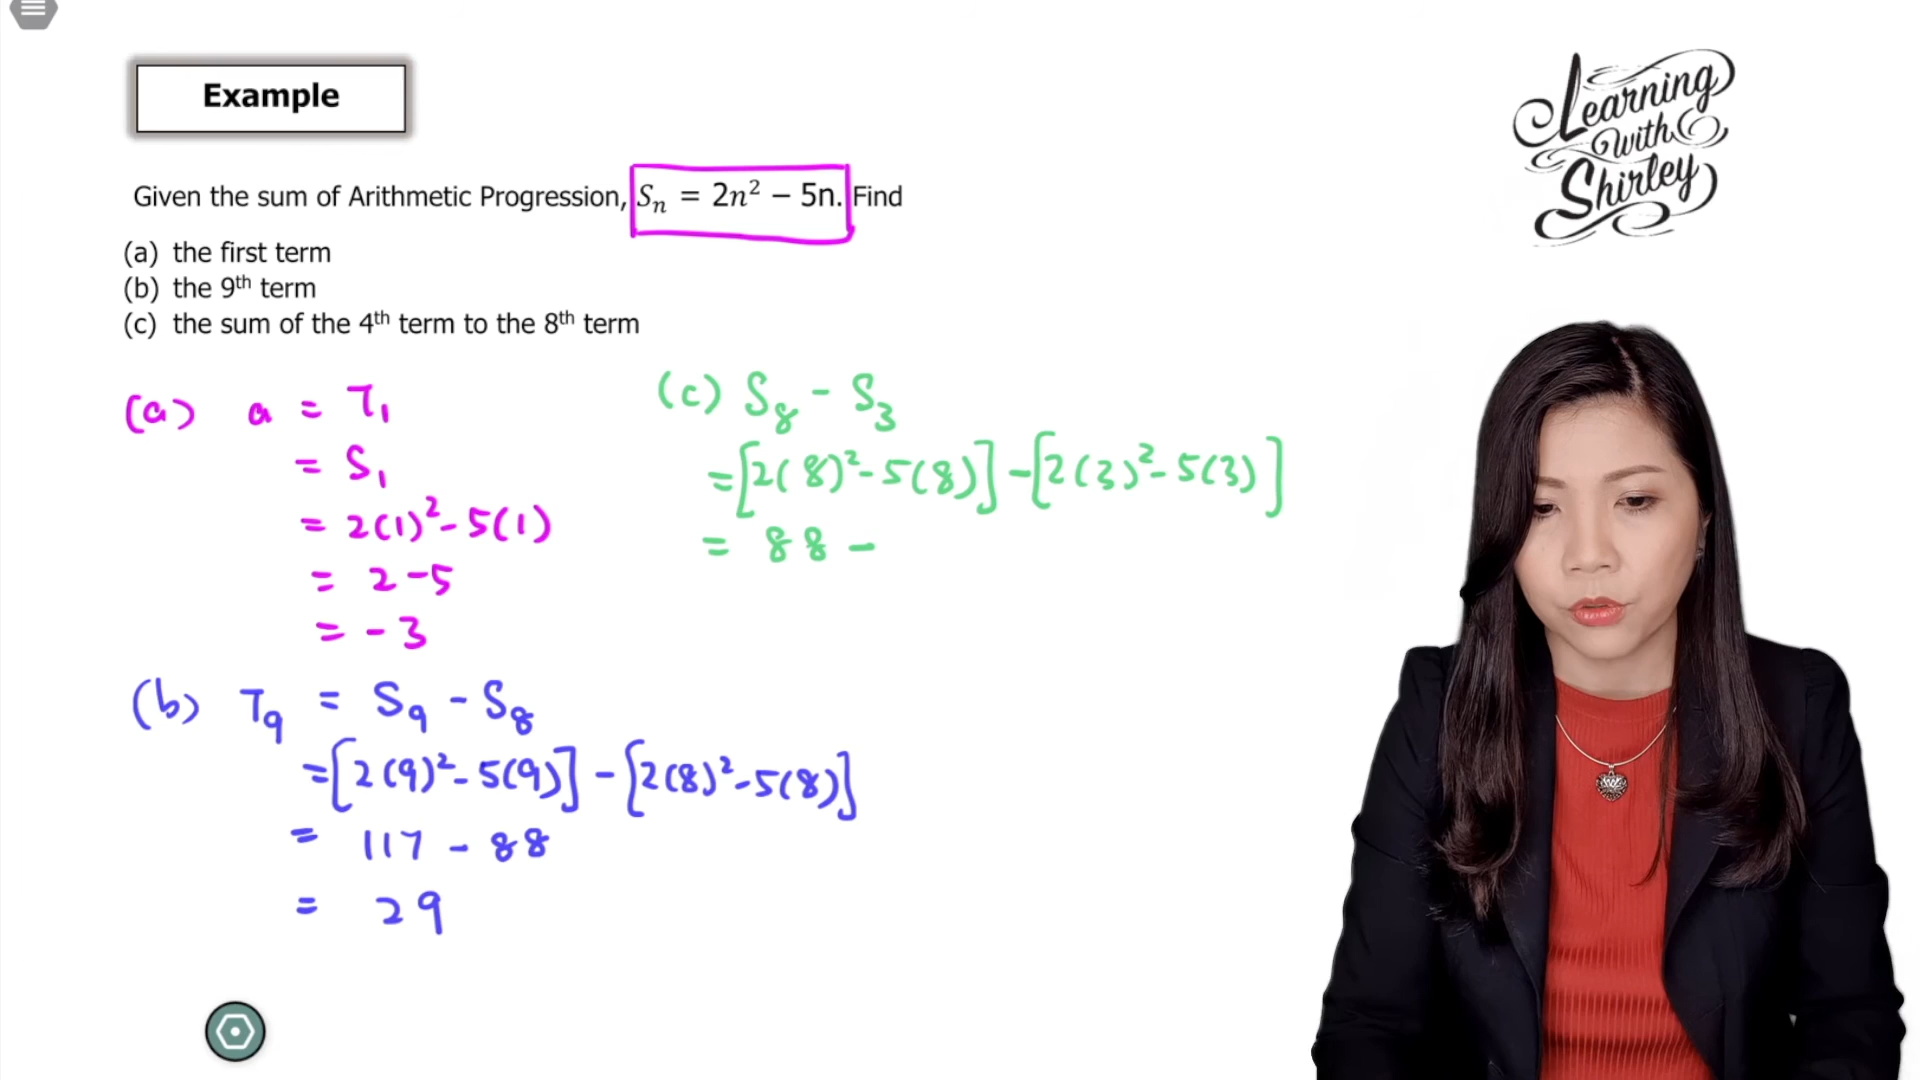 Example
Learning
with
Shirley
Given the sum of Arithmetic Progression, Sₙ = 2n² − 5n. Find
(a) the first term
(b) the 9ᵗʰ term
(c) the sum of the 4ᵗʰ term to the 8ᵗʰ term
(a) a = T₁
= S₁
= 2(1)² - 5(1)
= 2 - 5
= - 3
(b) T₉ = S₉ - S₈
= [2(9)² - 5(9)] - [2(8)² - 5(8)]
= 117 - 88
= 29
(c) S₈ - S₃
= [2(8)² - 5(8)] - [2(3)² - 5(3)]
= 88 -